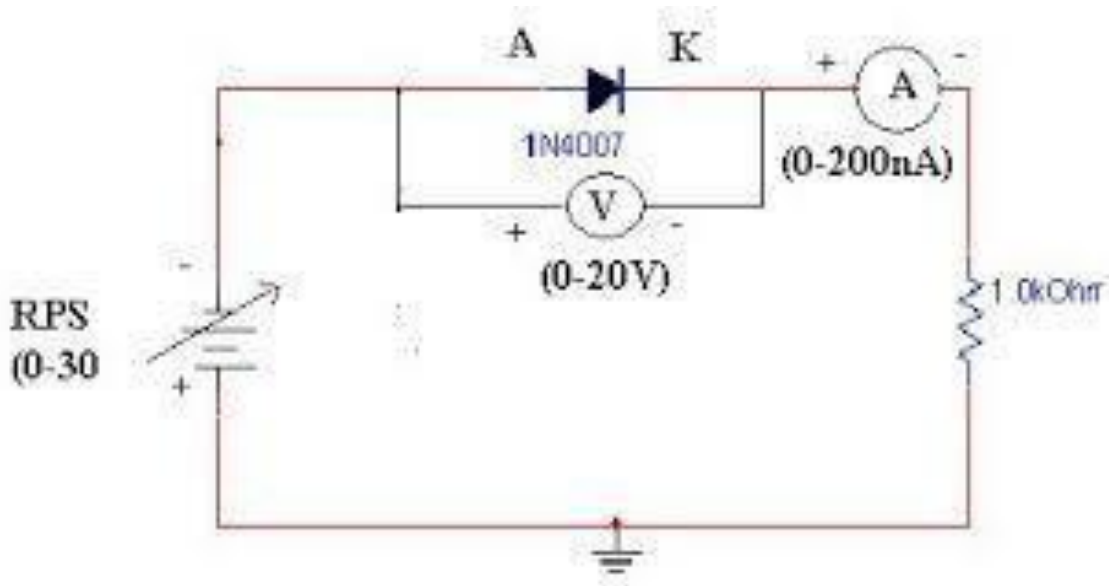 A
K
+
-
A
1N4007
(0-200nA)
V
+
-
(0-20V)
-
RPS
(0-30
+
1.0kOhm